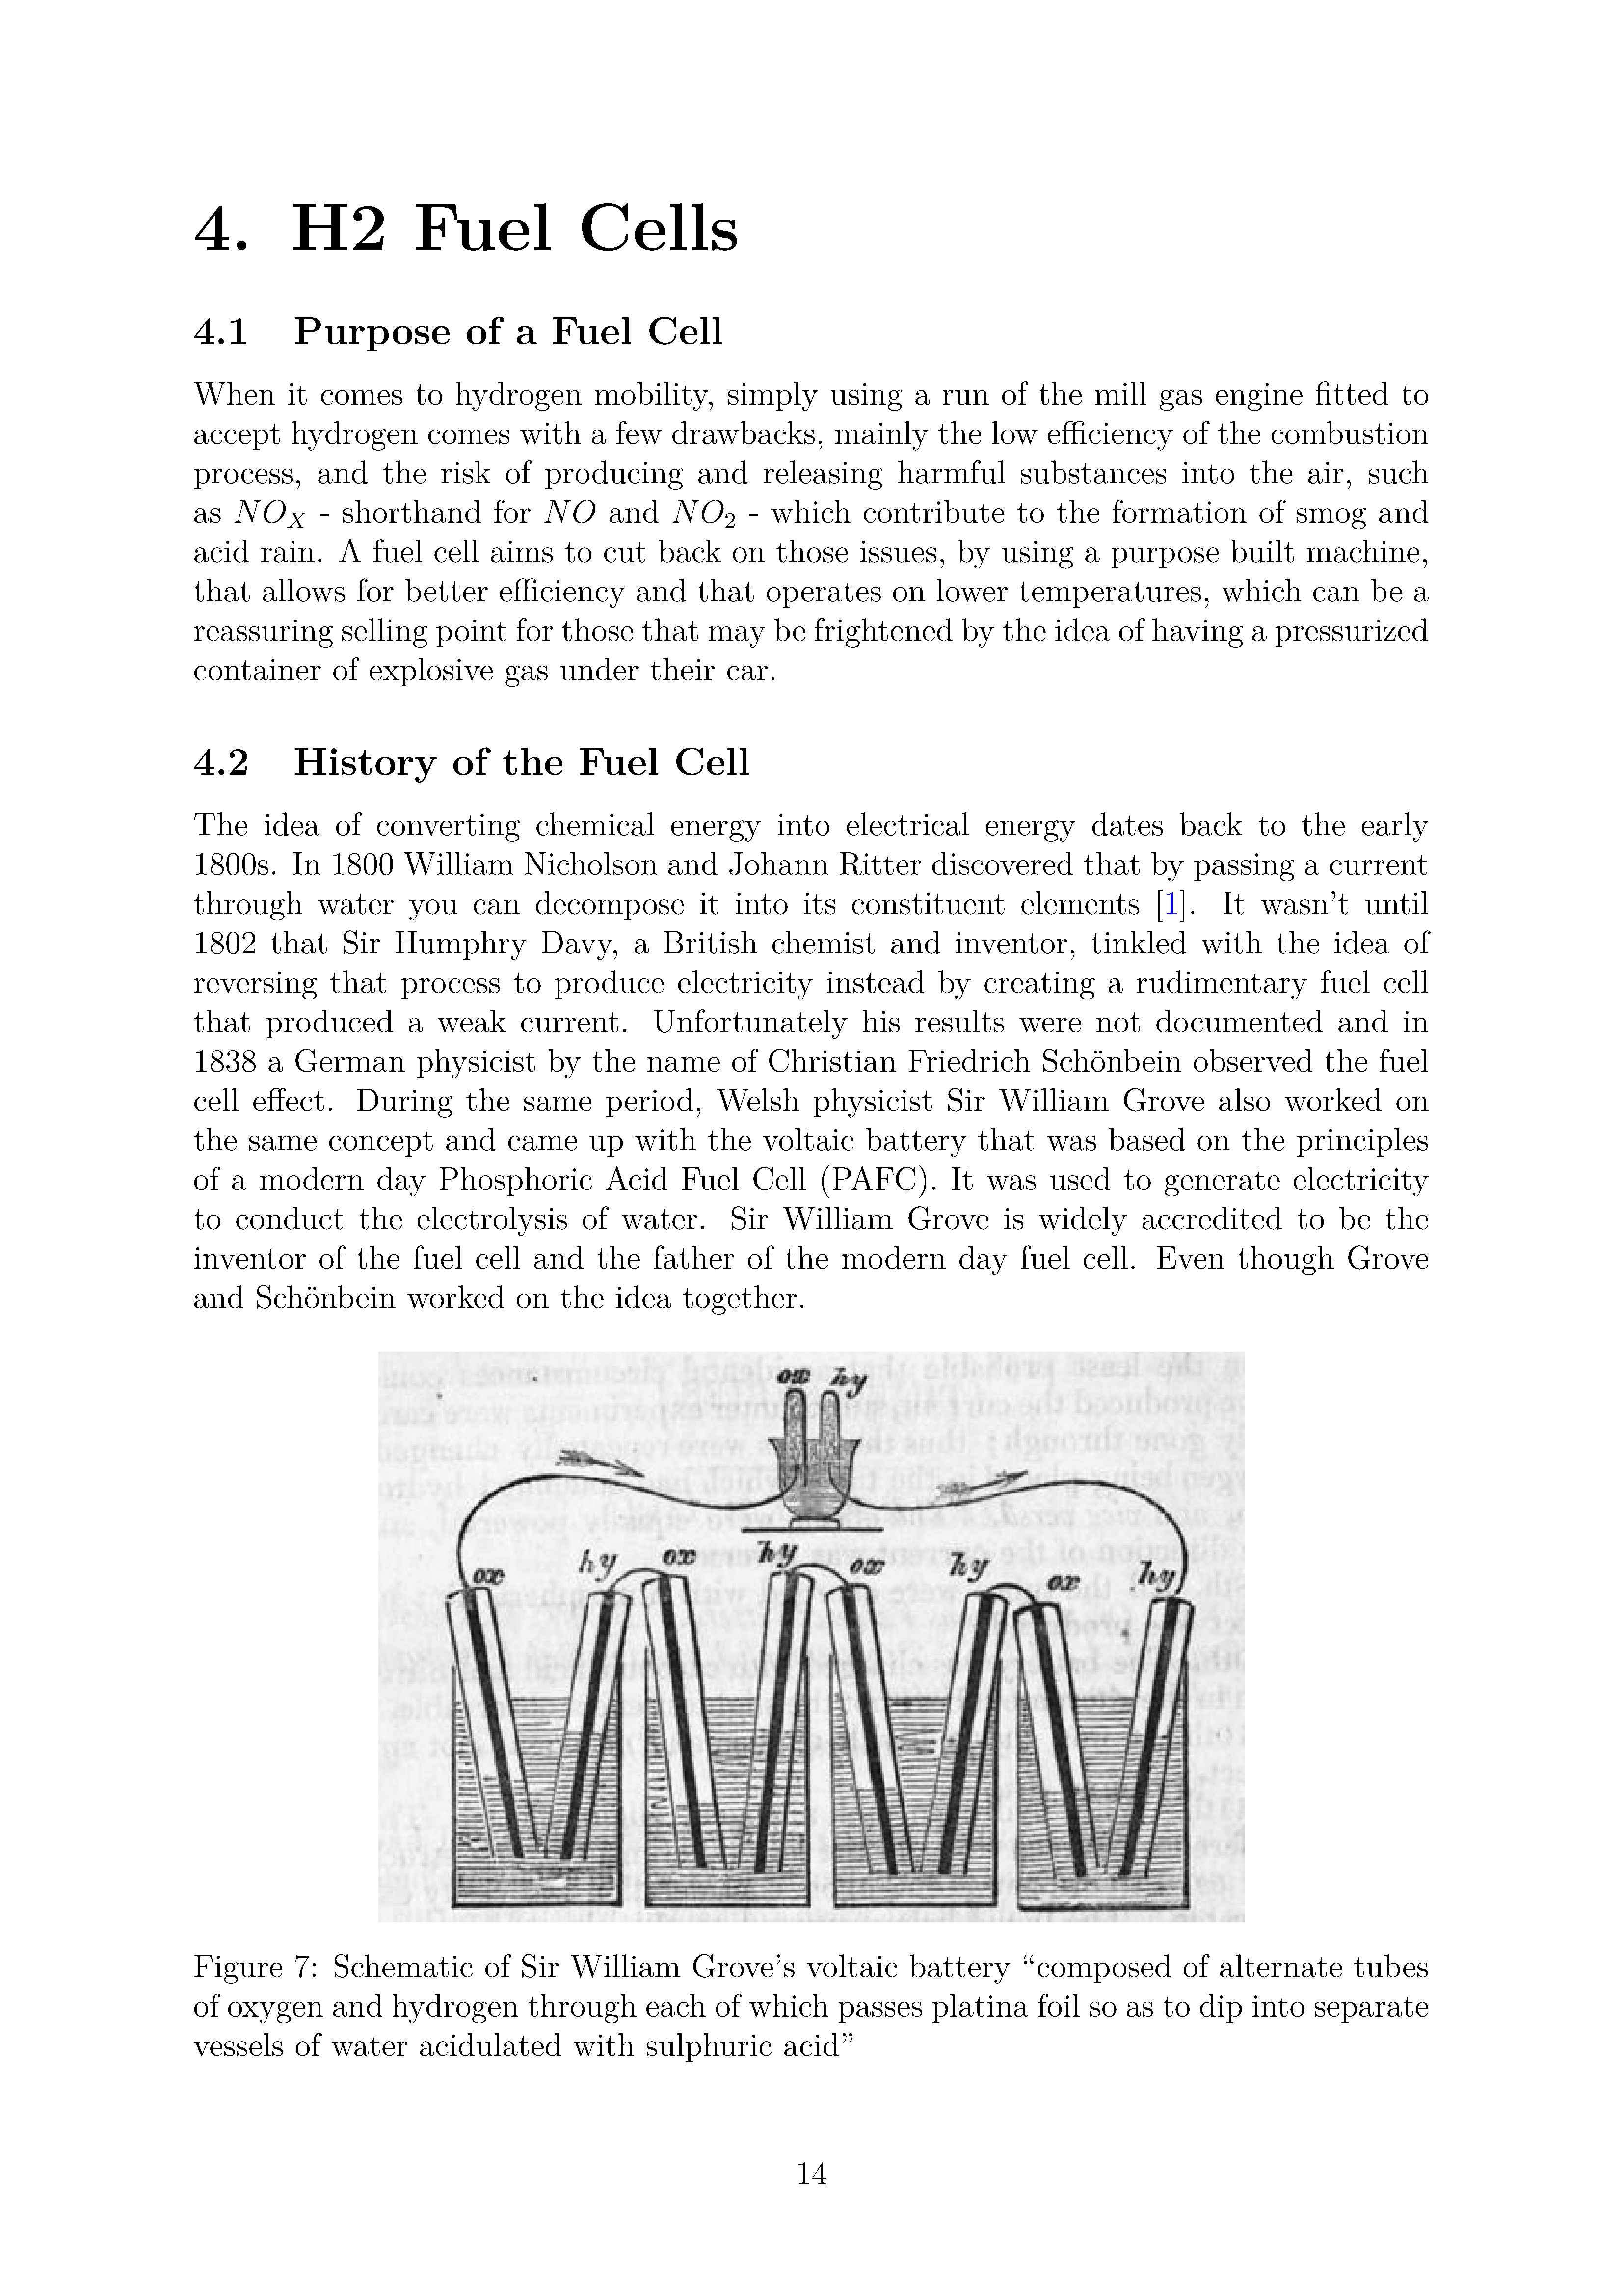 4. H2 Fuel Cells
4.1 Purpose of a Fuel Cell
When it comes to hydrogen mobility, simply using a run of the mill gas engine fitted to
accept hydrogen comes with a few drawbacks, mainly the low efficiency of the combustion
process, and the risk of producing and releasing harmful substances into the air, such
as NOX - shorthand for NO and NO2 - which contribute to the formation of smog and
acid rain. A fuel cell aims to cut back on those issues, by using a purpose built machine,
that allows for better efficiency and that operates on lower temperatures, which can be a
reassuring selling point for those that may be frightened by the idea of having a pressurized
container of explosive gas under their car.
4.2 History of the Fuel Cell
The idea of converting chemical energy into electrical energy dates back to the early
1800s. In 1800 William Nicholson and Johann Ritter discovered that by passing a current
through water you can decompose it into its constituent elements [1]. It wasn't until
1802 that Sir Humphry Davy, a British chemist and inventor, tinkled with the idea of
reversing that process to produce electricity instead by creating a rudimentary fuel cell
that produced a weak current. Unfortunately his results were not documented and in
1838 a German physicist by the name of Christian Friedrich Schönbein observed the fuel
cell effect. During the same period, Welsh physicist Sir William Grove also worked on
the same concept and came up with the voltaic battery that was based on the principles
of a modern day Phosphoric Acid Fuel Cell (PAFC). It was used to generate electricity
to conduct the electrolysis of water. Sir William Grove is widely accredited to be the
inventor of the fuel cell and the father of the modern day fuel cell. Even though Grove
and Schönbein worked on the idea together.
ox hy
ox hy ox hy ox hy ox hy
Figure 7: Schematic of Sir William Grove's voltaic battery “composed of alternate tubes
of oxygen and hydrogen through each of which passes platina foil so as to dip into separate
vessels of water acidulated with sulphuric acid”
14